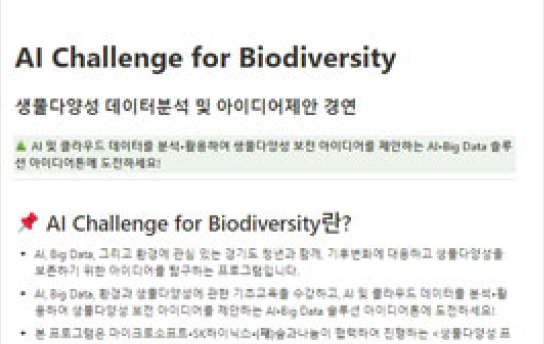 AI Challenge for Biodiversity
생물다양성 데이터분석 및 아이디어제안 경연
🌲 AI 및 클라우드 데이터를 분석•활용하여 생물다양성 보전 아이디어를 제안하는 AI•Big Data 솔루
션 아이디어톤에 도전하세요!
📌 AI Challenge for Biodiversity란?
• AI, Big Data, 그리고 환경에 관심 있는 경기도 청년과 함께, 기후변화에 대응하고 생물다양성을
보존하기 위한 아이디어를 탐구하는 프로그램입니다.
• AI, Big Data, 환경과 생물다양성에 관한 기초교육을 수강하고, AI 및 클라우드 데이터를 분석•활
용하여 생물다양성 보전 아이디어를 제안하는 AI•Big Data 솔루션 아이디어톤에 도전하세요!
• 본 프로그램은 마이크로소프트•SK하이닉스•(재)숲과나눔이 협력하여 진행하는 <생물다양성 프